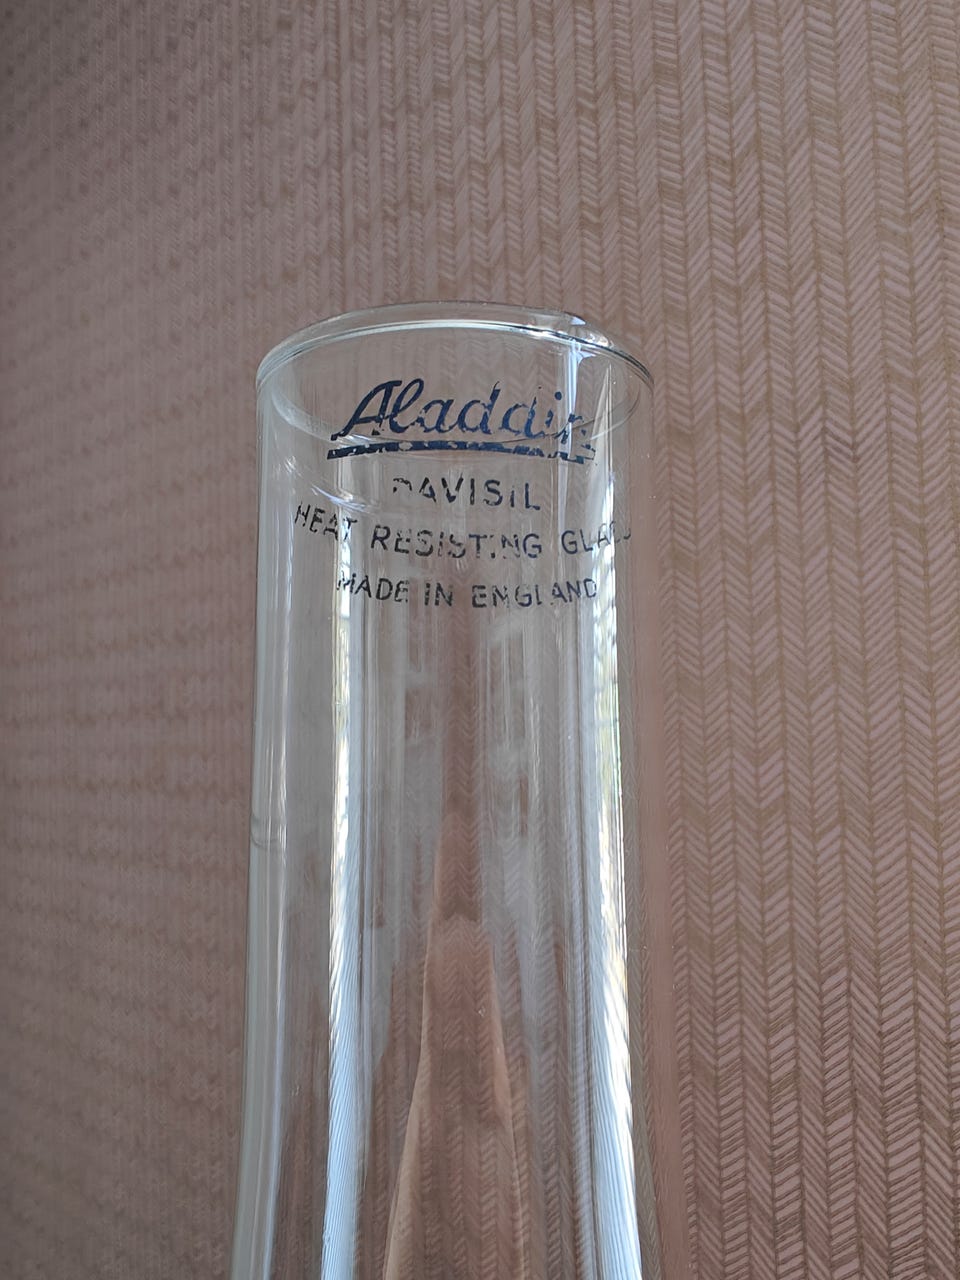 Aladdin
DAVISIL
HEAT RESISTING GLASS
MADE IN ENGLAND